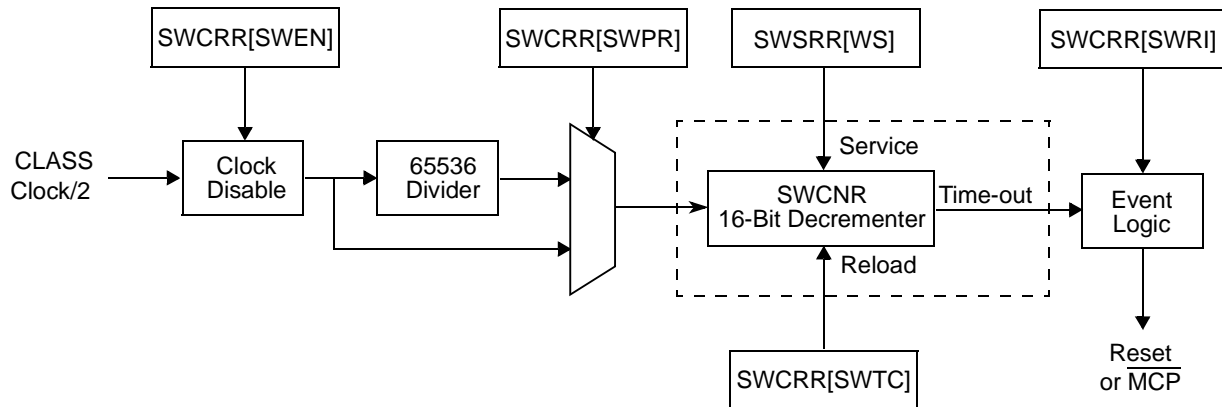 SWCRR[SWEN]
SWCRR[SWPR]
SWSRR[WS]
SWCRR[SWRI]
CLASS
Clock/2
Clock
Disable
65536
Divider
Service
SWCNR
16-Bit Decrementer
Time-out
Event
Logic
Reload
SWCRR[SWTC]
Reset
or MCP